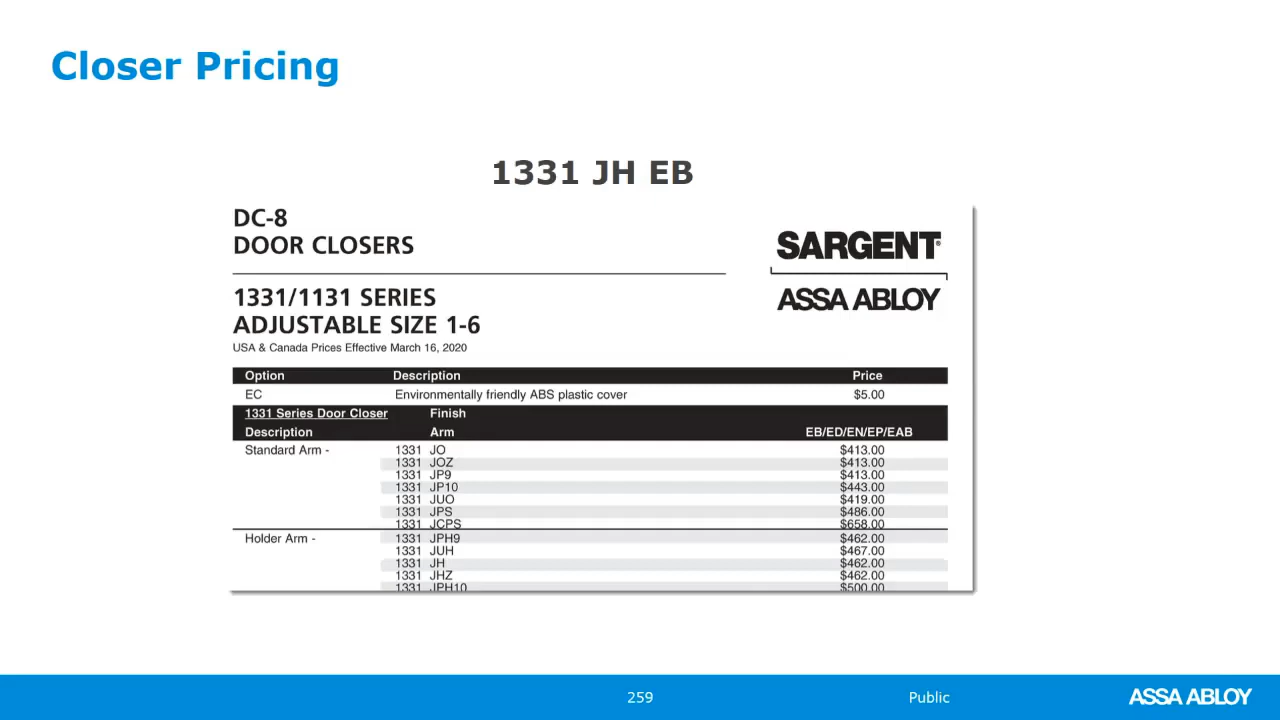 Closer Pricing
1331 JH EB
DC-8
DOOR CLOSERS
SARGENT®
ASSA ABLOY
1331/1131 SERIES
ADJUSTABLE SIZE 1-6
USA & Canada Prices Effective March 16, 2020
Option Description Price
EC Environmentally friendly ABS plastic cover $5.00
1331 Series Door Closer Finish
Description Arm EB/ED/EN/EP/EAB
Standard Arm - 1331 JO $413.00
1331 JOZ $413.00
1331 JP9 $413.00
1331 JP10 $443.00
1331 JUO $419.00
1331 JPS $486.00
1331 JCPS $658.00
Holder Arm - 1331 JPH9 $462.00
1331 JUH $467.00
1331 JH $462.00
1331 JHZ $462.00
1331 JPH10 $500.00
259 Public ASSA ABLOY